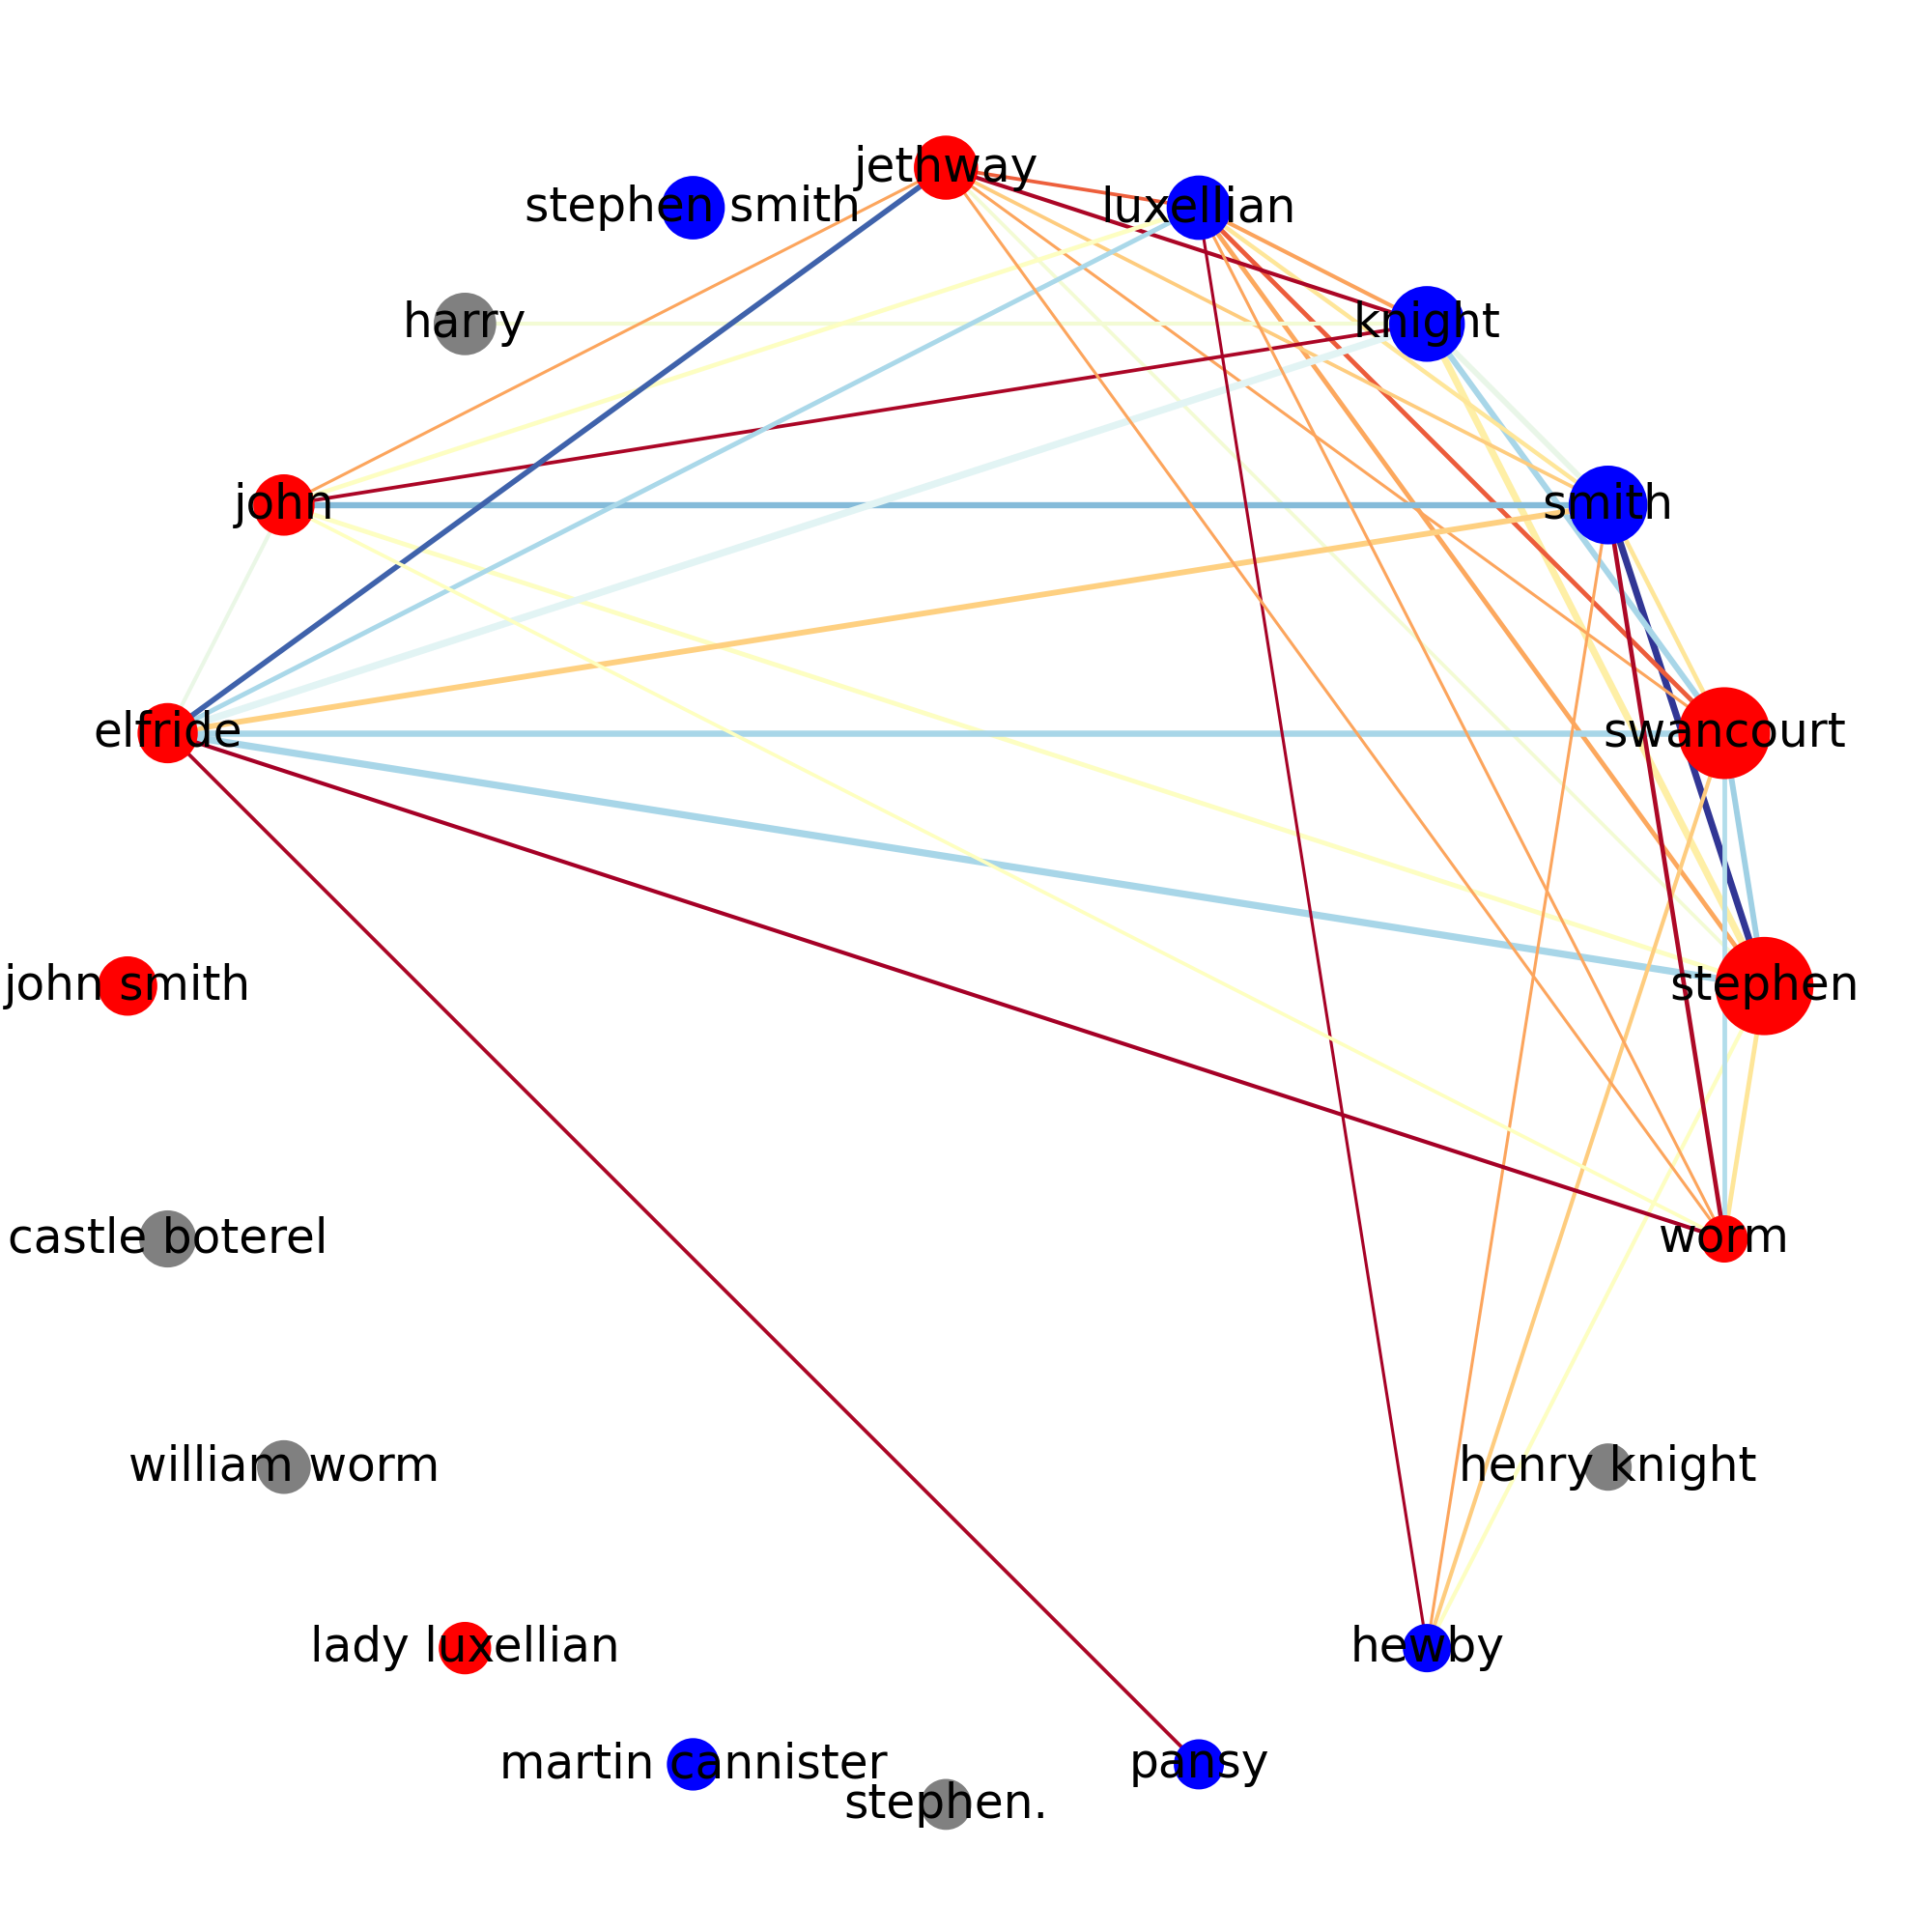 jethway
stephen smith
luxellian
harry
knight
john
smith
elfride
swancourt
john smith
stephen
castle boterel
worm
william worm
henry knight
lady luxellian
hewby
martin cannister
pansy
stephen.